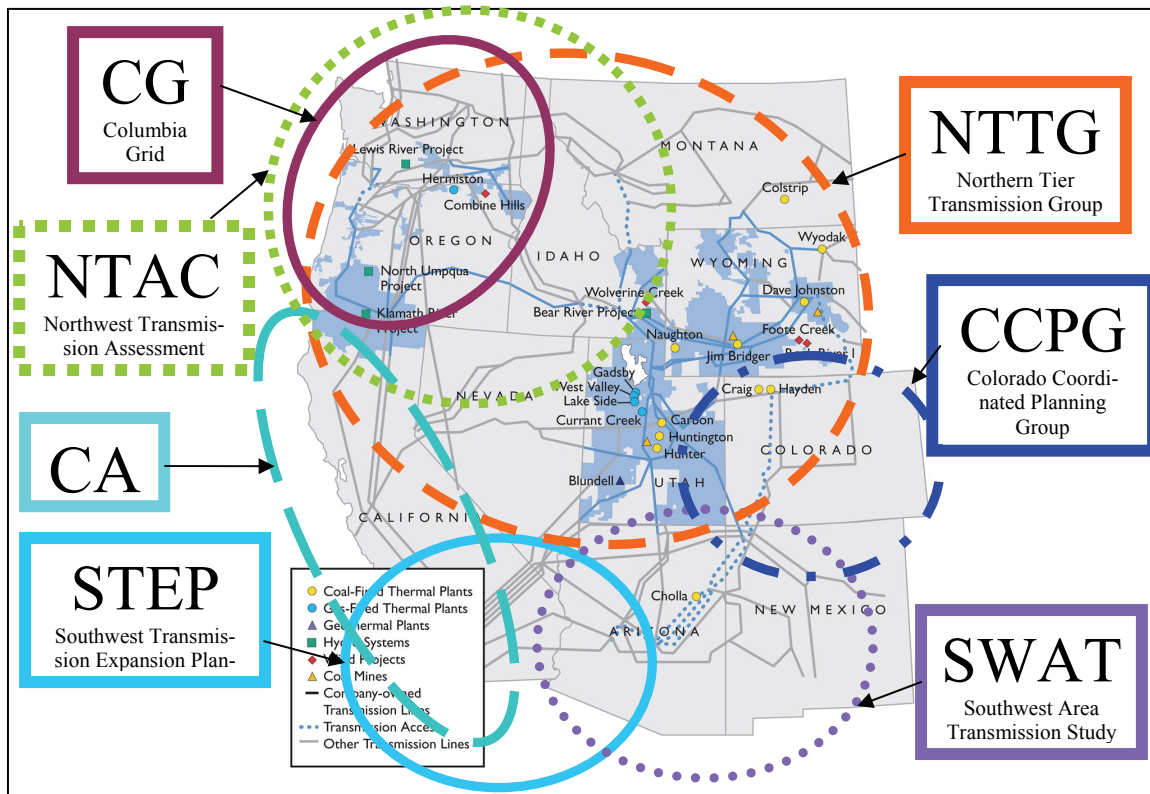 CG
Columbia
Grid
NTAC
Northwest Transmis-
sion Assessment
CA
STEP
Southwest Transmis-
sion Expansion Plan-
NTTG
Northern Tier
Transmission Group
CCPG
Colorado Coordi-
nated Planning
Group
SWAT
Southwest Area
Transmission Study
WASHINGTON
Lewis River Project
Hermiston
Combine Hills
OREGON
North Umpqua
Project
Klamath River
Project
IDAHO
MONTANA
Colstrip
Wyodak
WYOMING
Dave Johnston
Wolverine Creek
Bear River Project
Naughton
Jim Bridger
Foote Creek
Rock River I
NEVADA
Gadsby
West Valley
Lake Side
Currant Creek
Carbon
Huntington
Hunter
Craig
Hayden
COLORADO
Blundell
UTAH
CALIFORNIA
Cholla
ARIZONA
NEW MEXICO
Coal-Fired Thermal Plants
Gas-Fired Thermal Plants
Geothermal Plants
Hydro Systems
Wind Projects
Coal Mines
Company-owned
Transmission Lines
Transmission Access
Other Transmission Lines